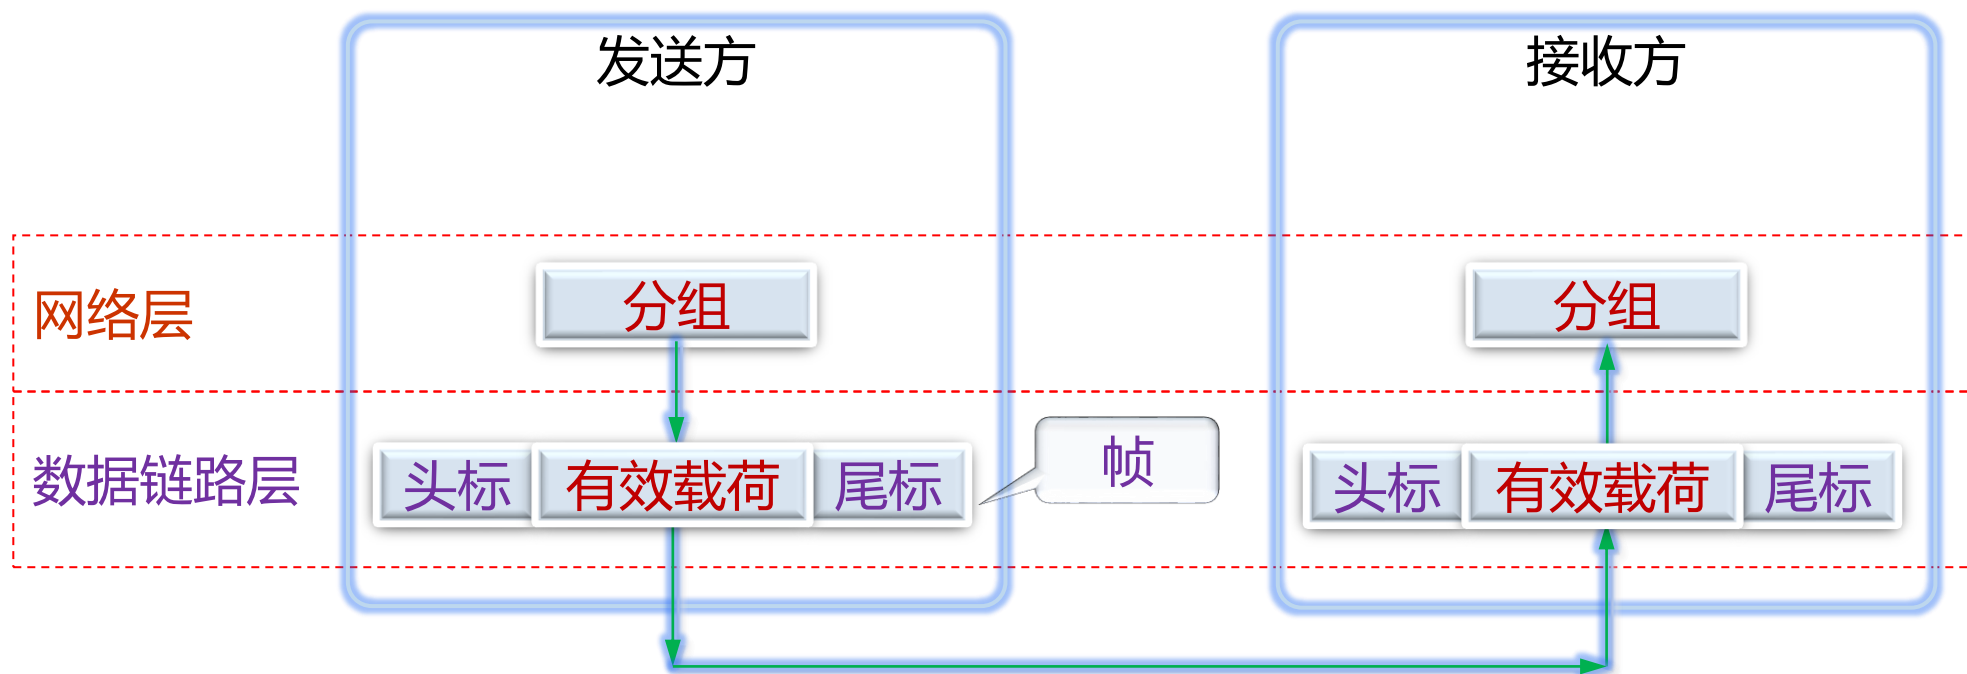 发送方
接收方
网络层
分组
分组
数据链路层
头标
有效载荷
尾标
帧
头标
有效载荷
尾标